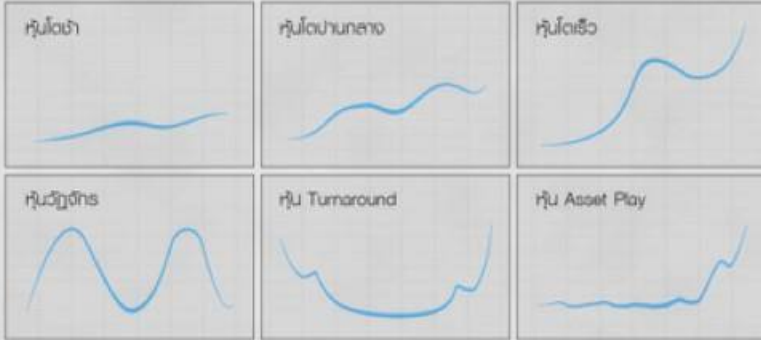 หุ้นโตช้า
หุ้นโตปานกลาง
หุ้นโตเร็ว
หุ้นวัฏจักร
หุ้น Turnaround
หุ้น Asset Play